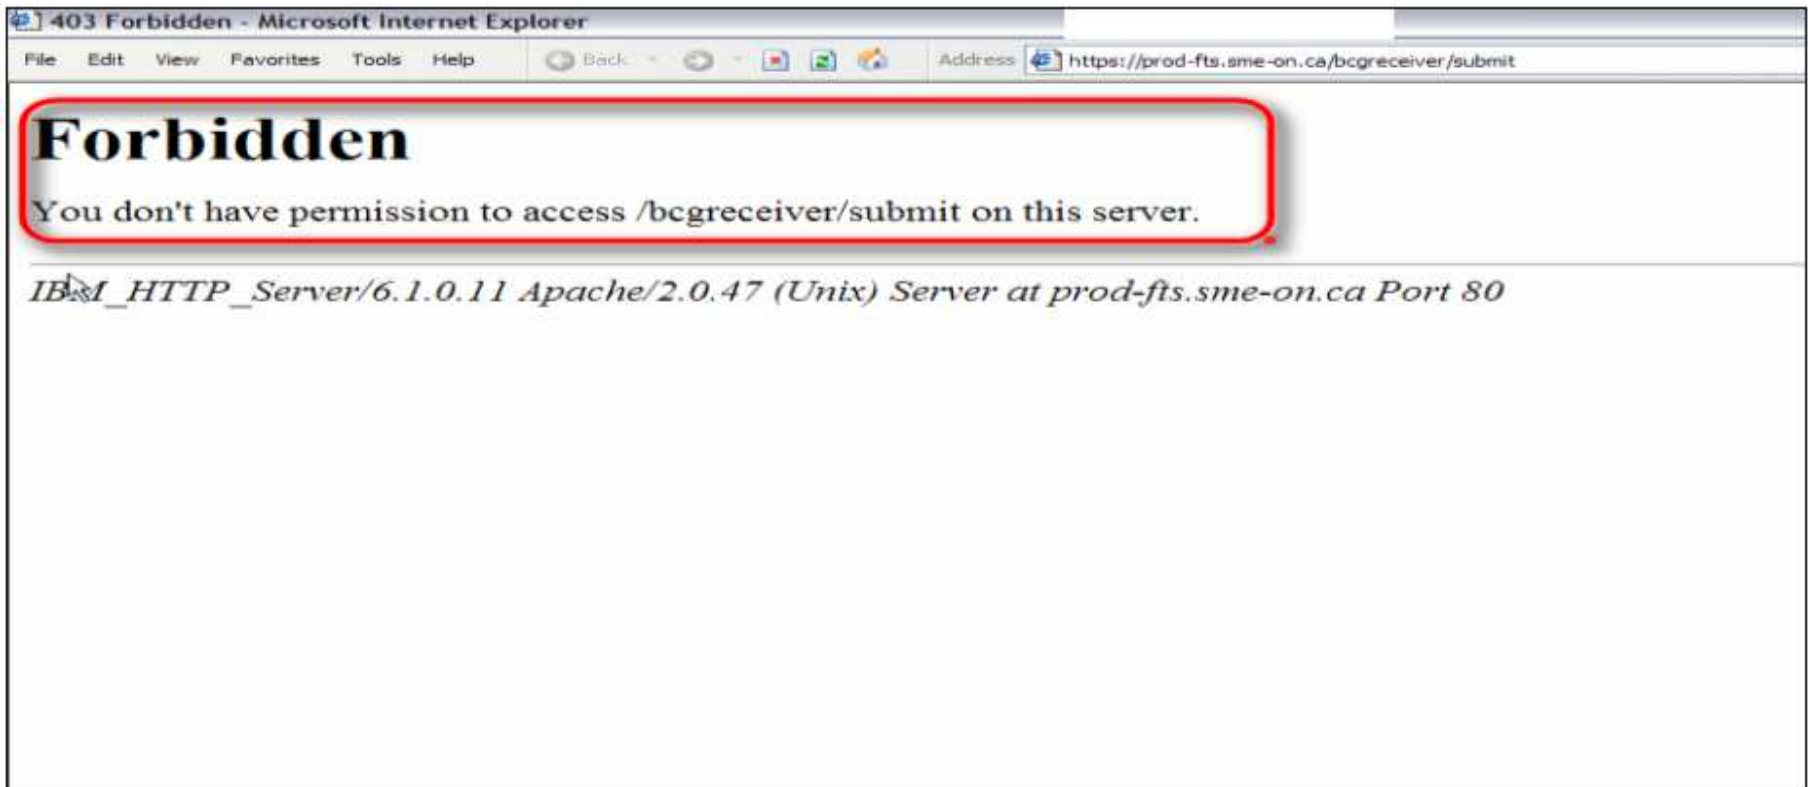 403 Forbidden - Microsoft Internet Explorer
File Edit View Favorites Tools Help Back Address https://prod-fts.sme-on.ca/bcgreceiver/submit
Forbidden
You don't have permission to access /bcgreceiver/submit on this server.
IBM_HTTP_Server/6.1.0.11 Apache/2.0.47 (Unix) Server at prod-fts.sme-on.ca Port 80